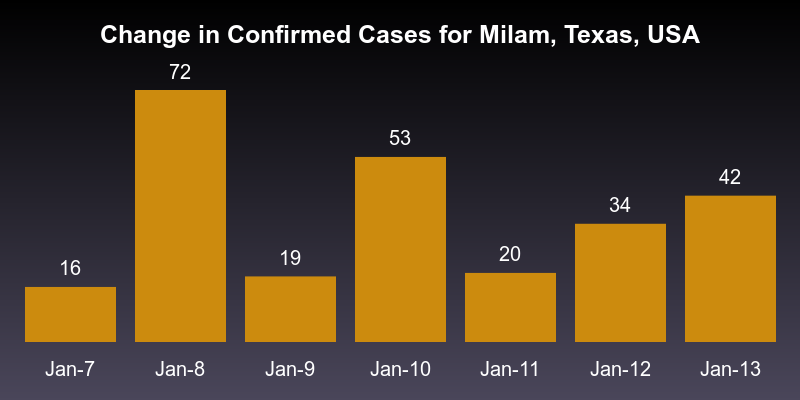 Change in Confirmed Cases for Milam, Texas, USA
16
72
19
53
20
34
42
Jan-7
Jan-8
Jan-9
Jan-10
Jan-11
Jan-12
Jan-13